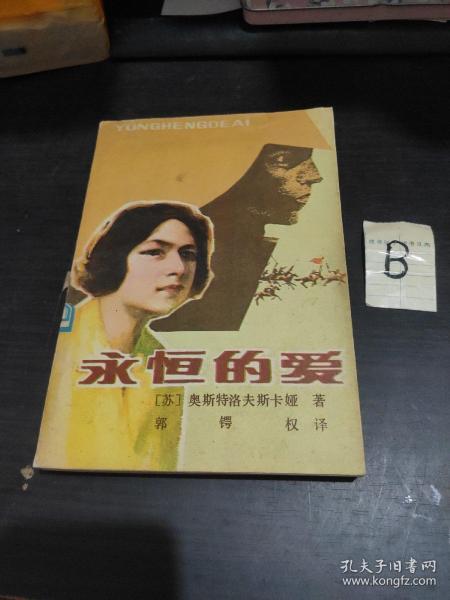 YONGHENGDEAI
B
永恒的爱
[苏] 奥斯特洛夫斯卡娅 著
郭锷权译
孔夫子旧书网
www.kongfz.com